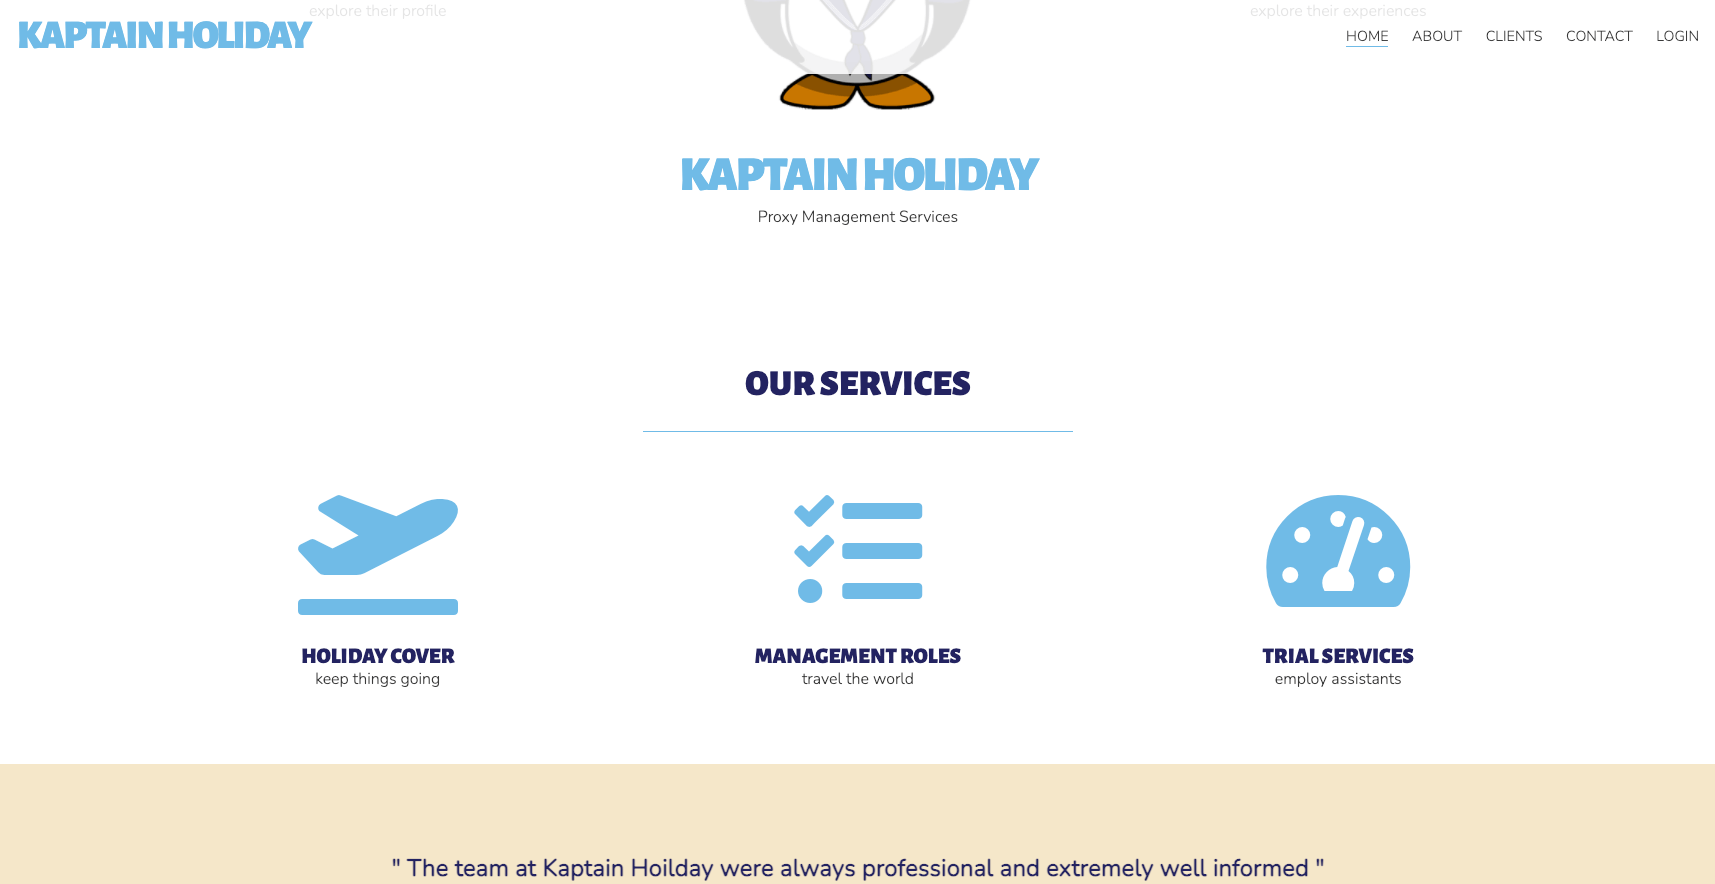 explore their profile
explore their experiences
KAPTAIN HOLIDAY
HOME ABOUT CLIENTS CONTACT LOGIN
KAPTAIN HOLIDAY
Proxy Management Services
OUR SERVICES
HOLIDAY COVER
keep things going
MANAGEMENT ROLES
travel the world
TRIAL SERVICES
employ assistants
" The team at Kaptain Hoilday were always professional and extremely well informed "